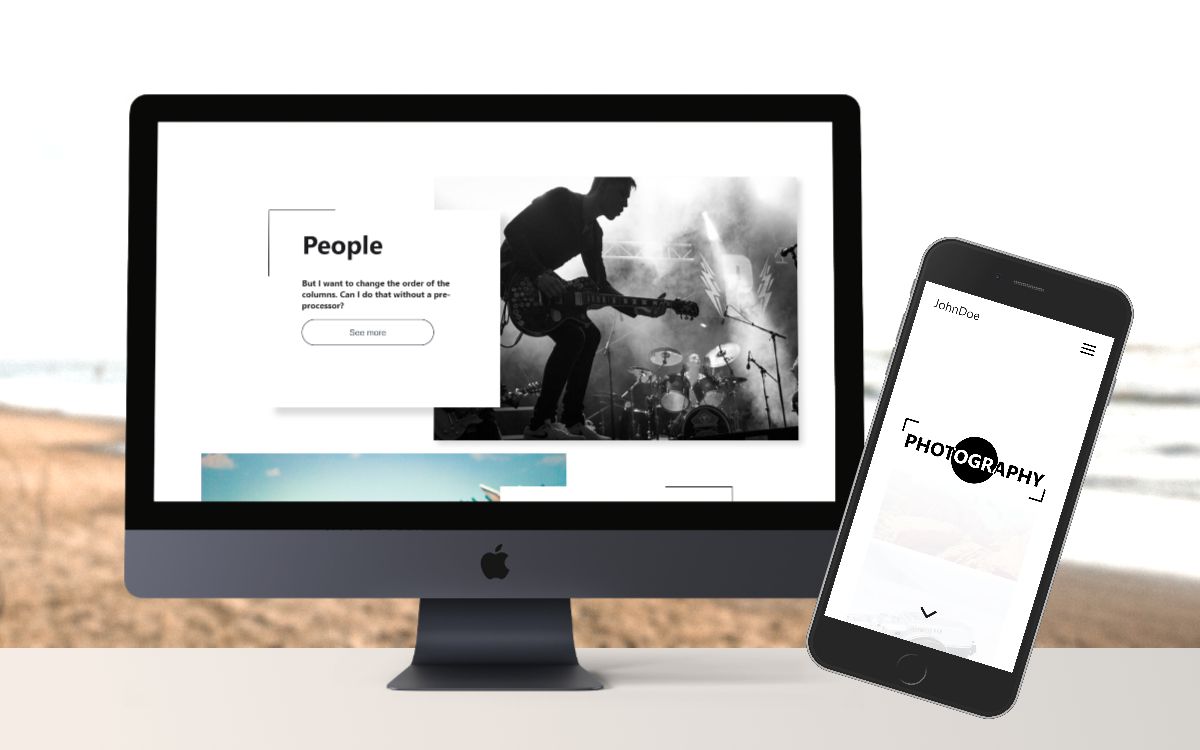 People
But I want to change the order of the
columns. Can I do that without a pre-
processor?
See more
JohnDoe
PHOTOGRAPHY